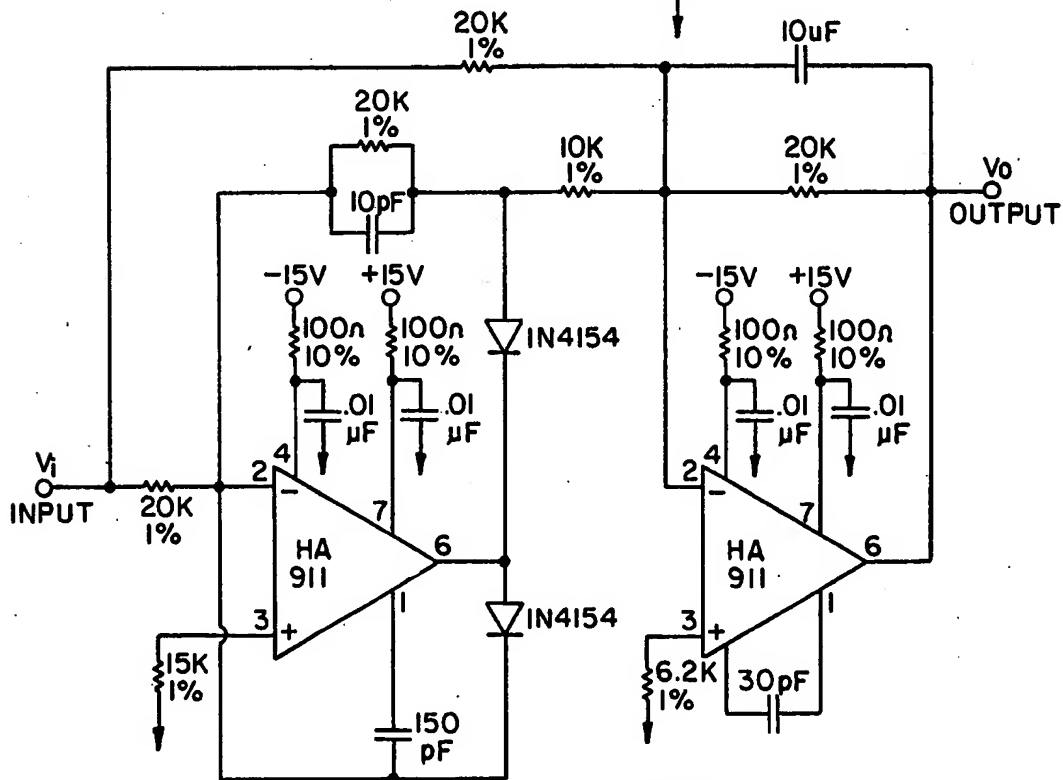 20K
1%
10uF
20K
1%
10pF
10K
1%
20K
1%
Vo
OUTPUT
-15V
+15V
100Ω
10%
100Ω
10%
.01
µF
.01
µF
1N4154
-15V
+15V
100Ω
10%
100Ω
10%
.01
µF
.01
µF
Vi
INPUT
20K
1%
2
-
4
7
HA
911
6
1
3
+
15K
1%
150
pF
1N4154
2
-
4
7
HA
911
6
1
3
+
6.2K
1%
30pF